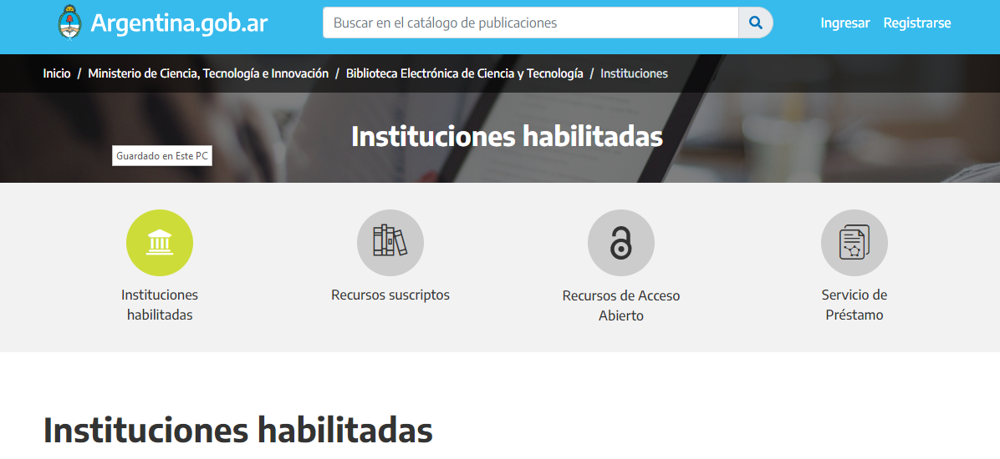 Argentina.gob.ar
Buscar en el catálogo de publicaciones
Ingresar Registrarse
Inicio / Ministerio de Ciencia, Tecnología e Innovación / Biblioteca Electrónica de Ciencia y Tecnología / Instituciones
Instituciones habilitadas
Guardado en Este PC
Instituciones
habilitadas
Recursos suscriptos
Recursos de Acceso
Abierto
Servicio de
Préstamo
Instituciones habilitadas